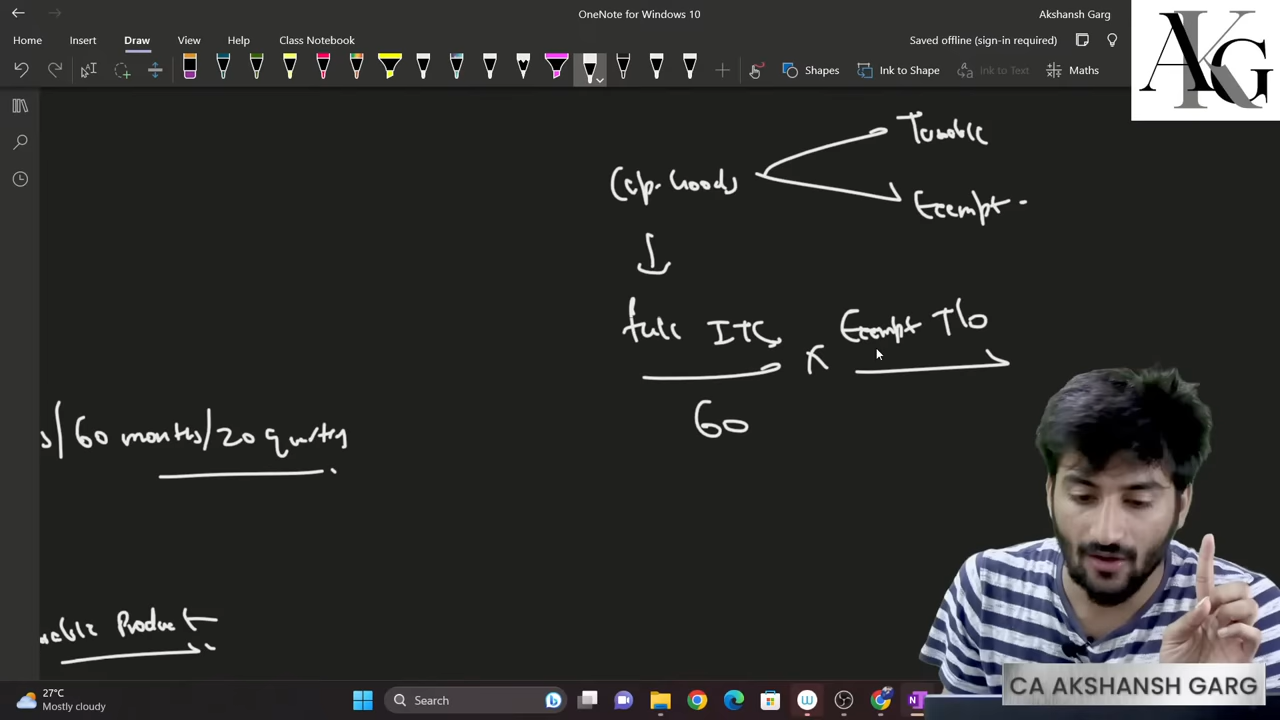 OneNote for Windows 10
Akshansh Garg
Home Insert Draw View Help Class Notebook
Saved offline (sign-in required)
Shapes Ink to Shape Ink to Text Maths
AKG
Taxable
Cap. Goods
Exempt
full ITC x Exempt T/o
60
s/60 months/20 quarters
Product
27°C
Mostly cloudy
Search
CA AKSHANSH GARG